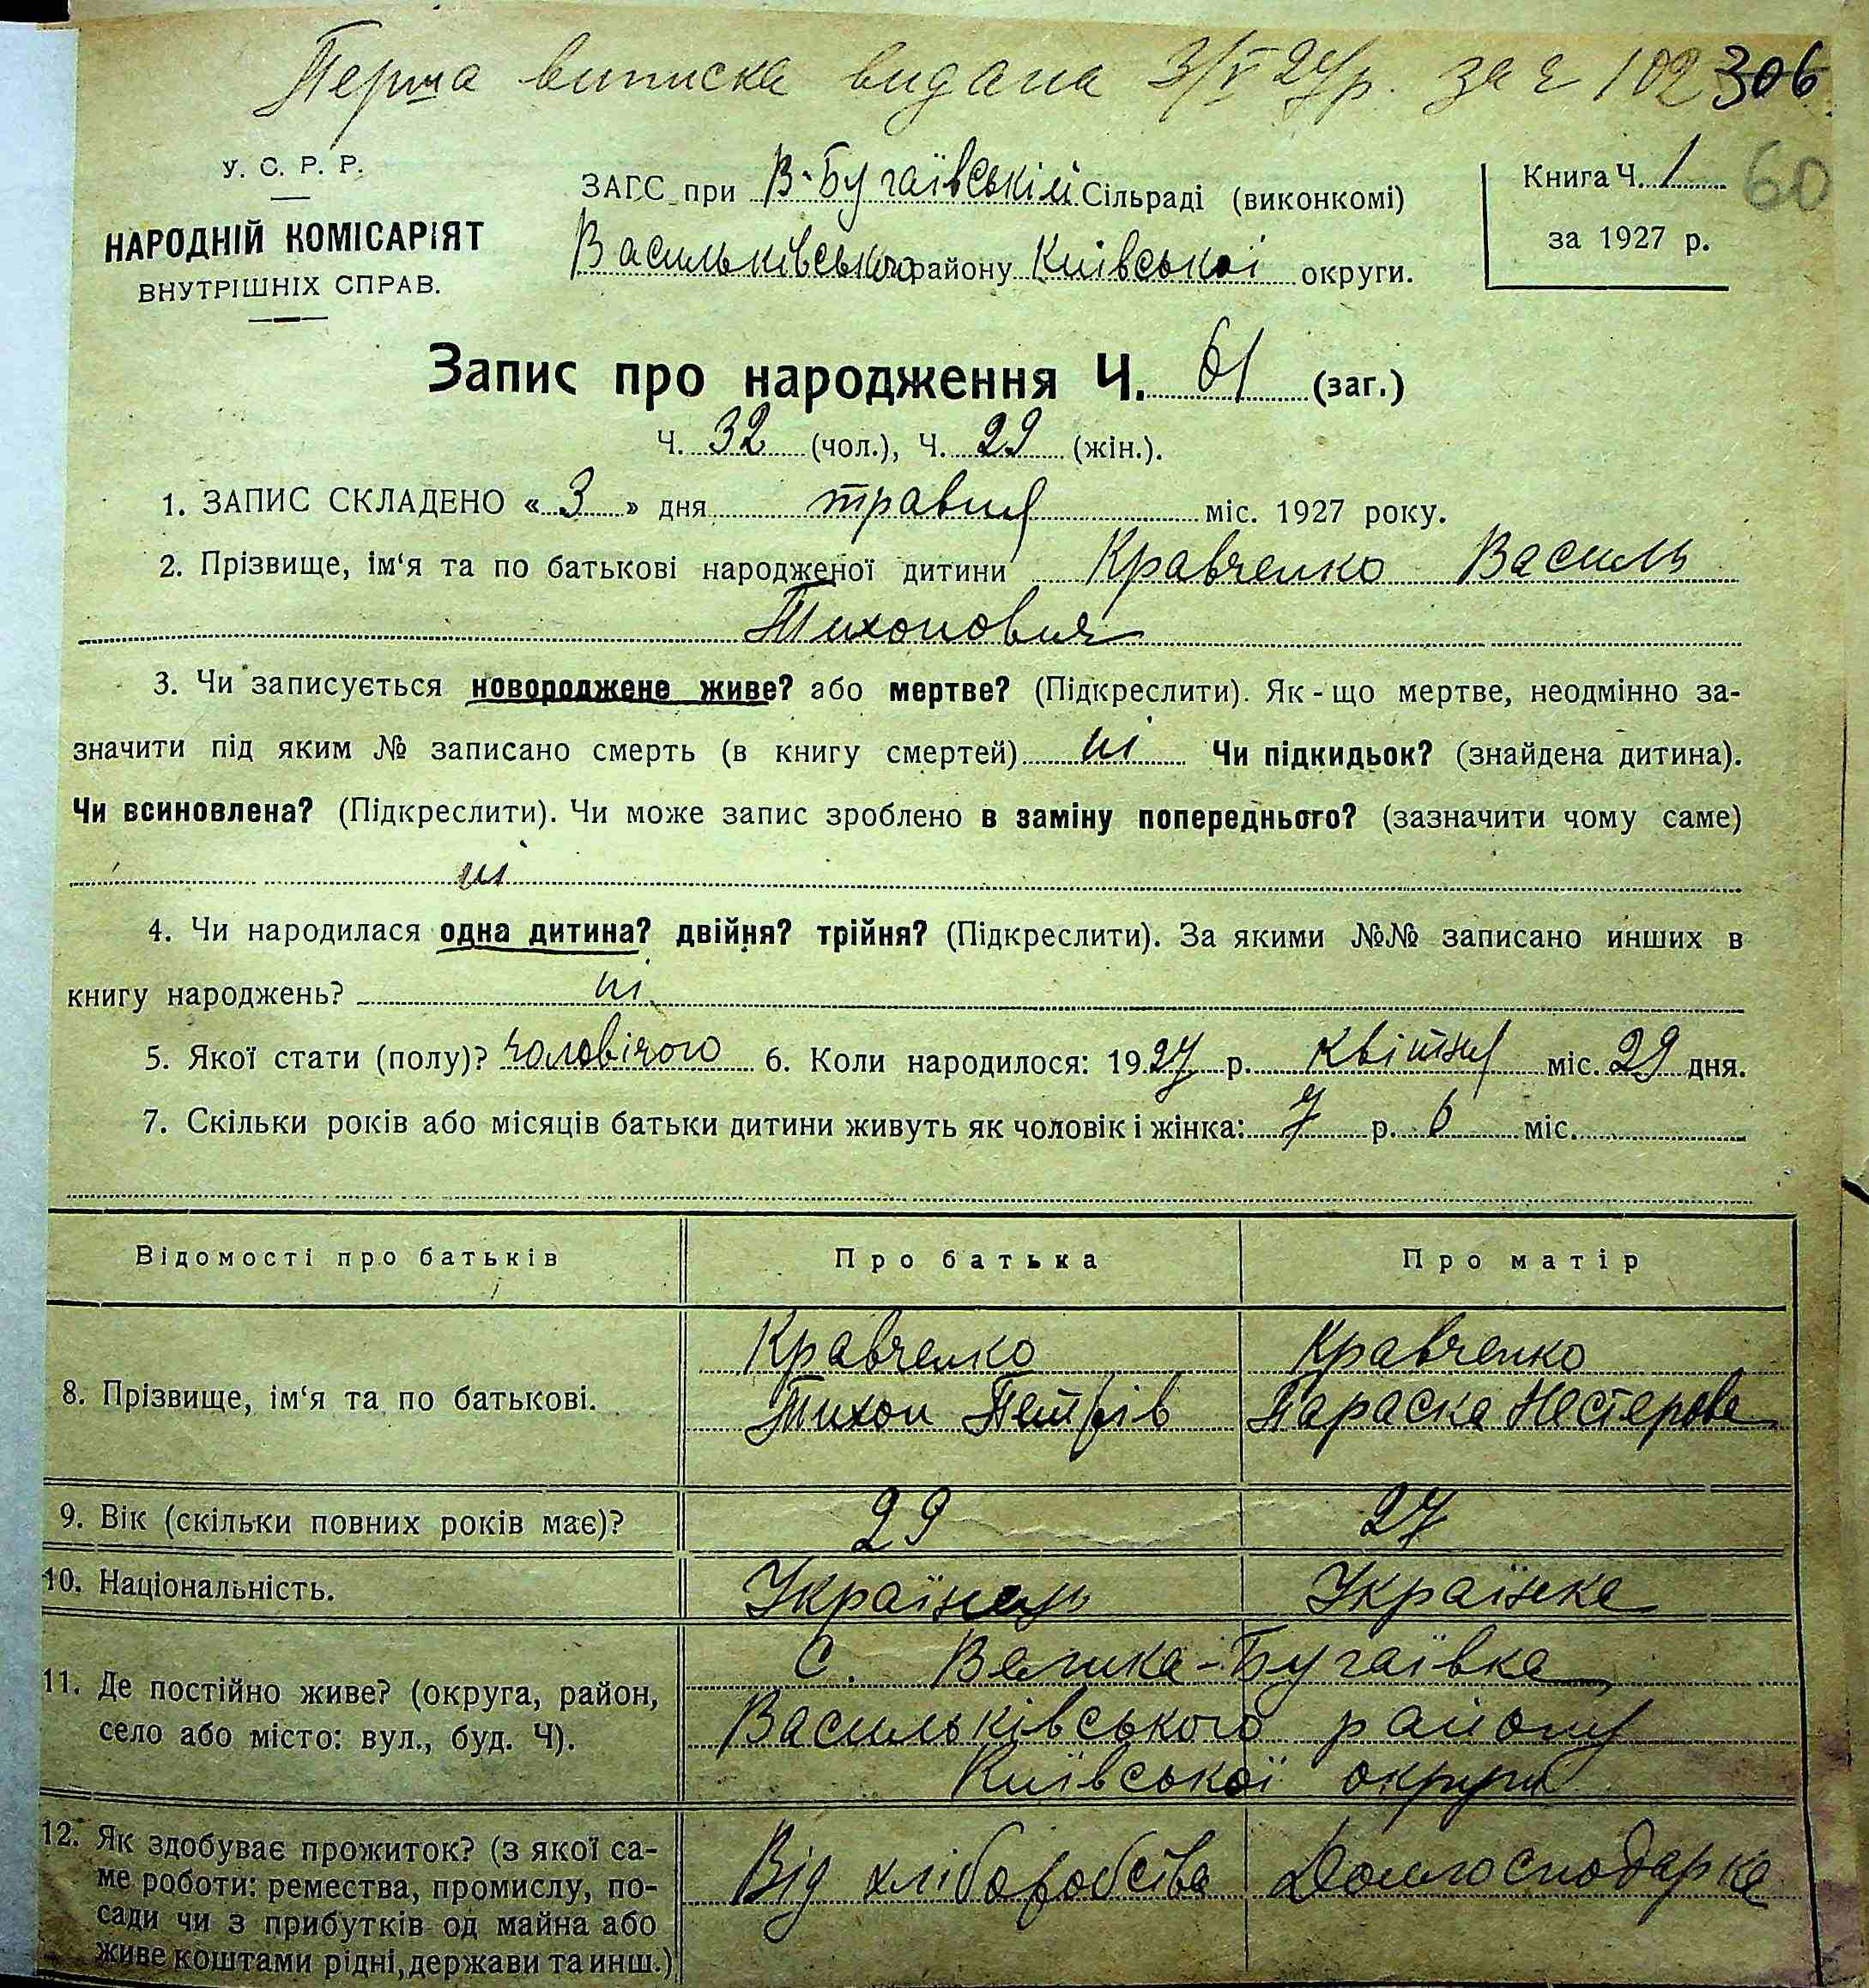 Перша виписка видана 3/V 27р. за ч 102 306
60
У. С. Р. Р.
НАРОДНІЙ КОМІСАРІЯТ
ВНУТРІШНІХ СПРАВ.
ЗАГС при В-Бугаївській Сільраді (виконкомі)
Васильківського району Київської округи.
Книга Ч. 1
за 1927 р.
Запис про народження Ч. 61 (заг.)
Ч. 32 (чол.), Ч. 29 (жін.).
1. ЗАПИС СКЛАДЕНО « 3 » дня травня міс. 1927 року.
2. Прізвище, ім‘я та по батькові народженої дитини Кравченко Василь
Тихонович
3. Чи записується новороджене живе? або мертве? (Підкреслити). Як-що мертве, неодмінно за-
значити під яким № записано смерть (в книгу смертей) ні Чи підкидьок? (знайдена дитина).
Чи всиновлена? (Підкреслити). Чи може запис зроблено в заміну попереднього? (зазначити чому саме)
ні
4. Чи народилася одна дитина? двійня? трійня? (Підкреслити). За якими №№ записано инших в
книгу народжень? ні
5. Якої стати (полу)? чоловічого 6. Коли народилося: 1927 р. квітня міс. 29 дня.
7. Скільки років або місяців батьки дитини живуть як чоловік і жінка: 7 р. 6 міс.
Відомості про батьків Про батька Про матір
8. Прізвище, ім‘я та по батькові.
Кравченко
Тихон Петрів
Кравченко
Параска Нестерова
9. Вік (скільки повних років має)? 29 27
10. Національність. Українець Українка
11. Де постійно живе? (округа, район,
село або місто: вул., буд. Ч).
С. Велика-Бугаївка
Васильківського району
Київської округи
12. Як здобуває прожиток? (з якої са-
ме роботи: ремества, промислу, по-
сади чи з прибутків од майна або
живе коштами рідні, держави та инш.)
Від хліборобства
Домгосподарка